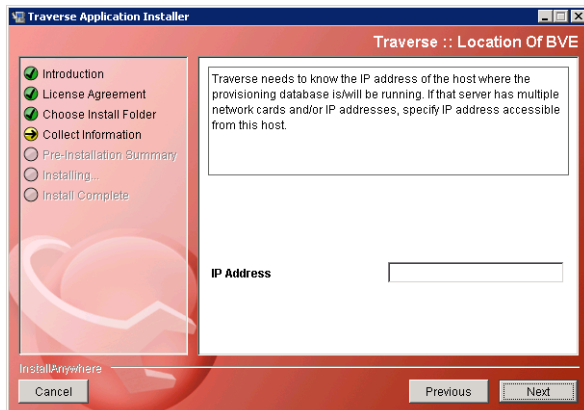 Traverse Application Installer
Traverse :: Location Of BVE
Introduction
License Agreement
Choose Install Folder
Collect Information
Pre-Installation Summary
Installing...
Install Complete
Traverse needs to know the IP address of the host where the
provisioning database is/will be running. If that server has multiple
network cards and/or IP addresses, specify IP address accessible
from this host.
IP Address
InstallAnywhere
Cancel
Previous
Next